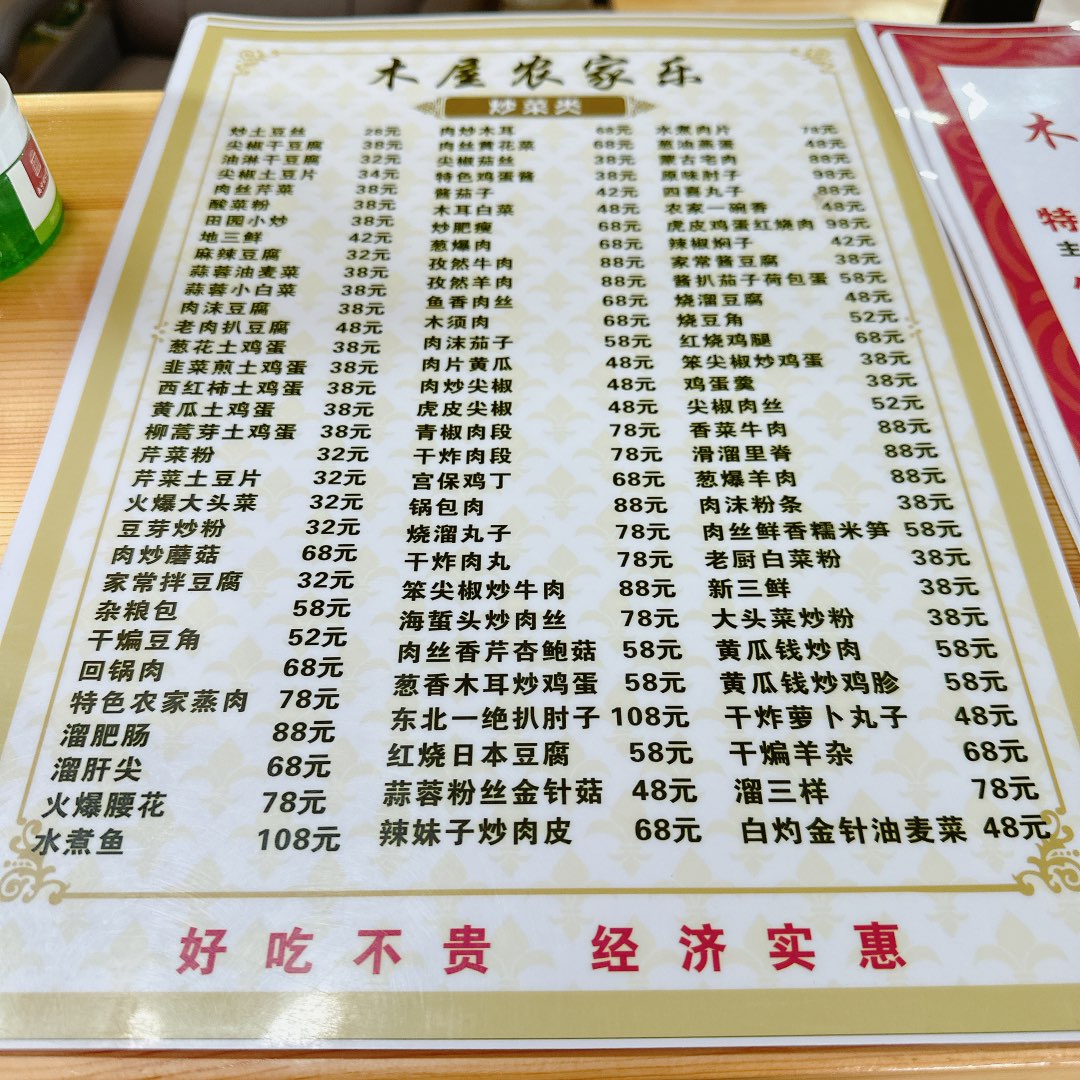 木屋农家乐
炒菜类
炒土豆丝 28元
尖椒干豆腐 38元
油淋干豆腐 32元
尖椒土豆片 34元
肉丝芹菜 38元
酸菜粉 38元
田园小炒 38元
地三鲜 42元
麻辣豆腐 32元
蒜蓉油麦菜 38元
蒜蓉小白菜 38元
肉沫豆腐 38元
老肉扒豆腐 48元
葱花土鸡蛋 38元
韭菜煎土鸡蛋 38元
西红柿土鸡蛋 38元
黄瓜土鸡蛋 38元
柳蒿芽土鸡蛋 38元
芹菜粉 32元
芹菜土豆片 32元
火爆大头菜 32元
豆芽炒粉 32元
肉炒蘑菇 68元
家常拌豆腐 32元
杂粮包 58元
干煸豆角 52元
回锅肉 68元
特色农家蒸肉 78元
溜肥肠 88元
溜肝尖 68元
火爆腰花 78元
水煮鱼 108元
肉炒木耳 68元
肉丝黄花菜 68元
尖椒茄丝 38元
特色鸡蛋酱 38元
酱茄子 42元
木耳白菜 48元
炒肥瘦 68元
葱爆肉 68元
孜然牛肉 88元
孜然羊肉 88元
鱼香肉丝 68元
木须肉 68元
肉沫茄子 58元
肉片黄瓜 48元
肉炒尖椒 48元
虎皮尖椒 48元
青椒肉段 78元
干炸肉段 78元
宫保鸡丁 68元
锅包肉 88元
烧溜丸子 78元
干炸肉丸 78元
笨尖椒炒牛肉 88元
海蜇头炒肉丝 78元
肉丝香芹杏鲍菇 58元
葱香木耳炒鸡蛋 58元
东北一绝扒肘子 108元
红烧日本豆腐 58元
蒜蓉粉丝金针菇 48元
辣妹子炒肉皮 68元
水煮肉片 78元
葱油蒸蛋 48元
蒙古宅肉 88元
原味肘子 98元
四喜丸子 88元
农家一碗香 48元
虎皮鸡蛋红烧肉 98元
辣椒焖子 42元
家常酱豆腐 38元
酱扒茄子荷包蛋 58元
烧溜豆腐 48元
烧豆角 52元
红烧鸡腿 68元
笨尖椒炒鸡蛋 38元
鸡蛋羹 38元
尖椒肉丝 52元
香菜牛肉 88元
滑溜里脊 88元
葱爆羊肉 88元
肉沫粉条 38元
肉丝鲜香糯米笋 58元
老厨白菜粉 38元
新三鲜 38元
大头菜炒粉 38元
黄瓜钱炒肉 58元
黄瓜钱炒鸡胗 58元
干炸萝卜丸子 48元
干煸羊杂 68元
溜三样 78元
白灼金针油麦菜 48元
好吃不贵 经济实惠
木
特
主